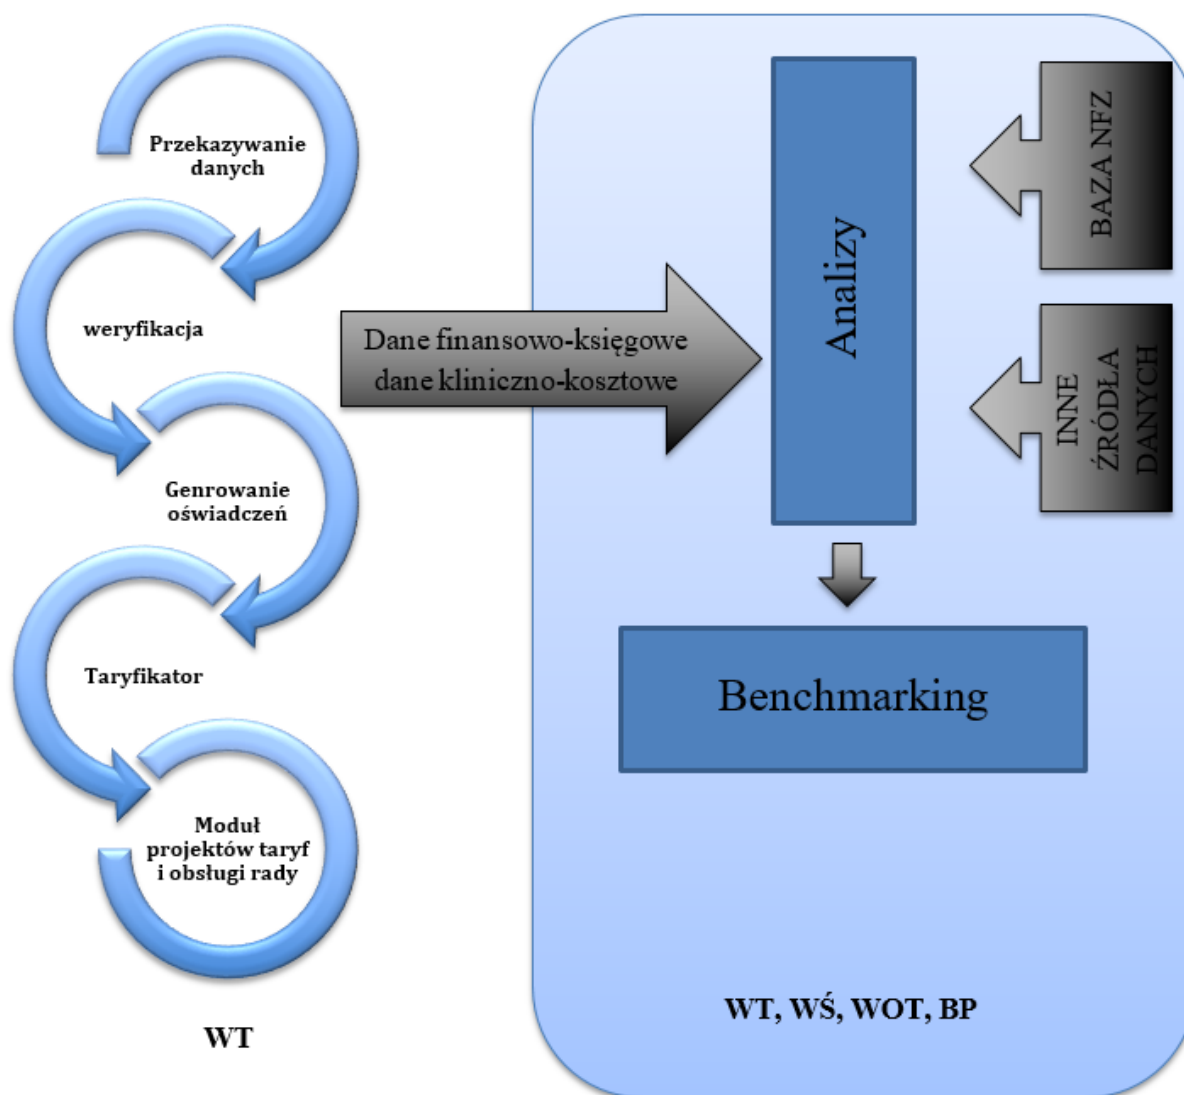 Przekazywanie
danych
weryfikacja
Genrowanie
oświadczeń
Taryfikator
Moduł
projektów taryf
i obsługi rady
WT
Dane finansowo-księgowe
dane kliniczno-kosztowe
Analizy
BAZA NFZ
INNE
ŹRÓDŁA
DANYCH
Benchmarking
WT, WŚ, WOT, BP